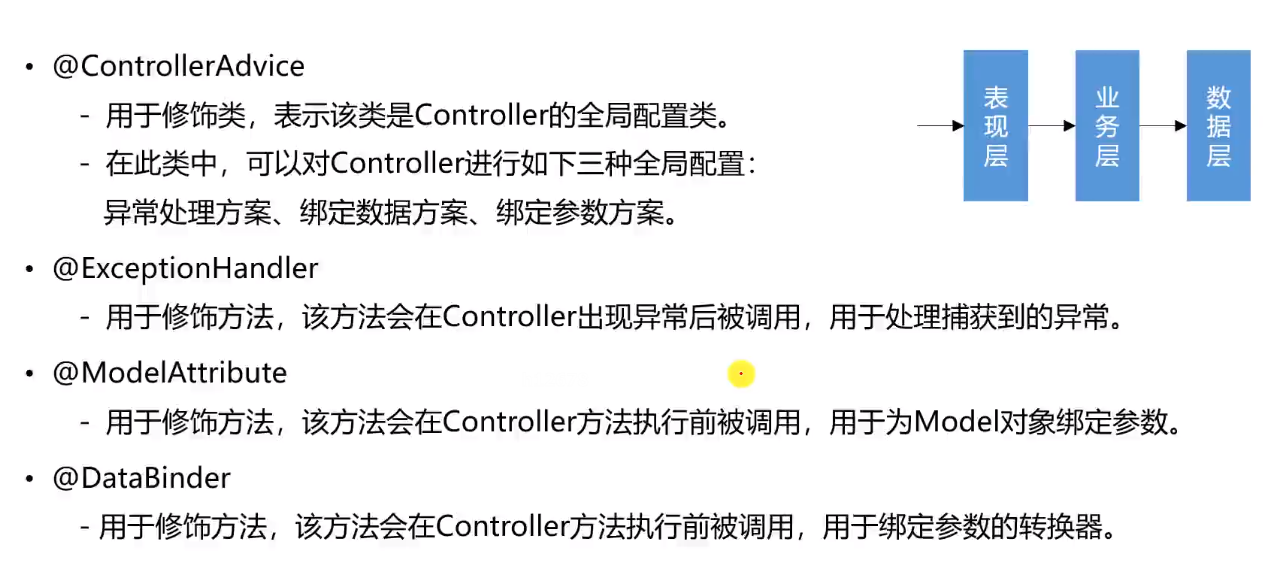 • @ControllerAdvice
- 用于修饰类，表示该类是Controller的全局配置类。
- 在此类中，可以对Controller进行如下三种全局配置：
异常处理方案、绑定数据方案、绑定参数方案。
• @ExceptionHandler
- 用于修饰方法，该方法会在Controller出现异常后被调用，用于处理捕获到的异常。
• @ModelAttribute
- 用于修饰方法，该方法会在Controller方法执行前被调用，用于为Model对象绑定参数。
• @DataBinder
- 用于修饰方法，该方法会在Controller方法执行前被调用，用于绑定参数的转换器。
表现层
业务层
数据层